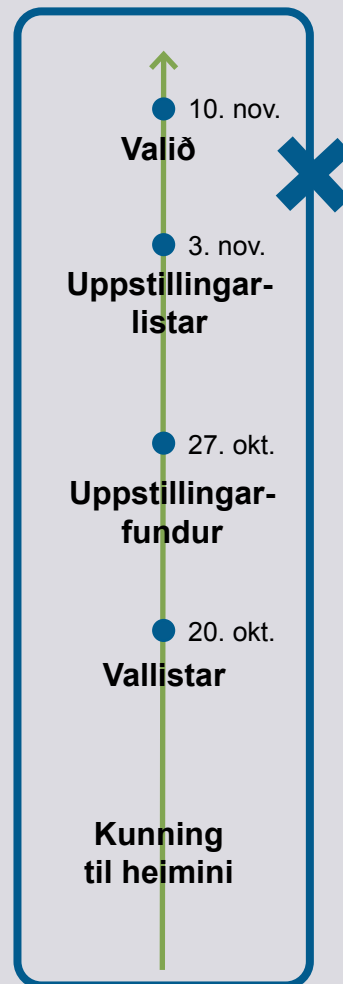 10. nov.
Valið
3. nov.
Uppstillingar-
listar
27. okt.
Uppstillingar-
fundur
20. okt.
Vallistar
Kunning
til heimini